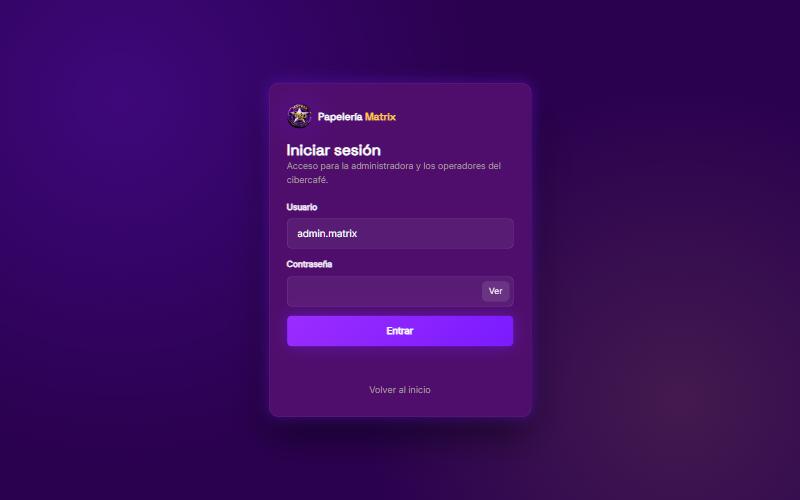 Papelería Matrix
Iniciar sesión
Acceso para la administradora y los operadores del
cibercafé.
Usuario
admin.matrix
Contraseña
Ver
Entrar
Volver al inicio